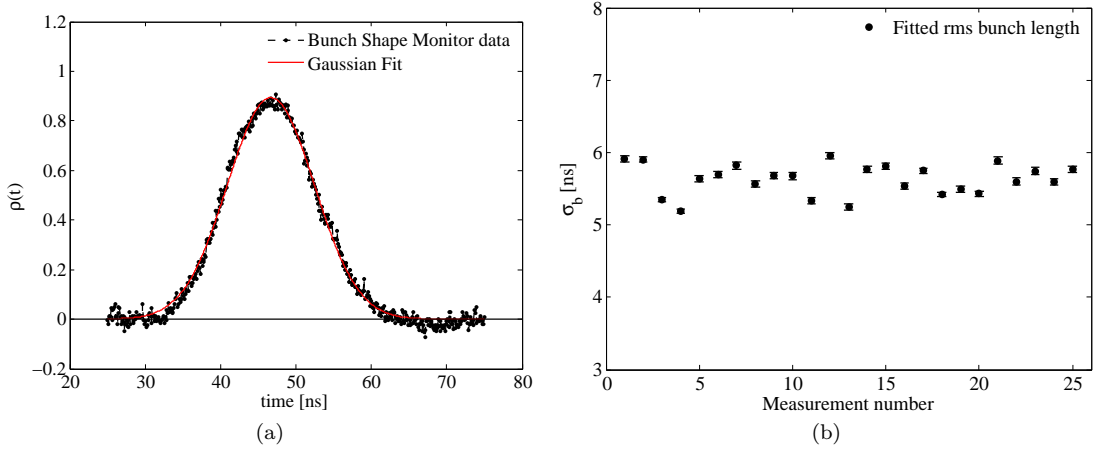 1.2
1
0.8
0.6
0.4
0.2
0
−0.2
ρ(t)
20 30 40 50 60 70 80
time [ns]
Bunch Shape Monitor data
Gaussian Fit
(a)
8
7
6
5
4
3
σb [ns]
0 5 10 15 20 25
Measurement number
Fitted rms bunch length
(b)